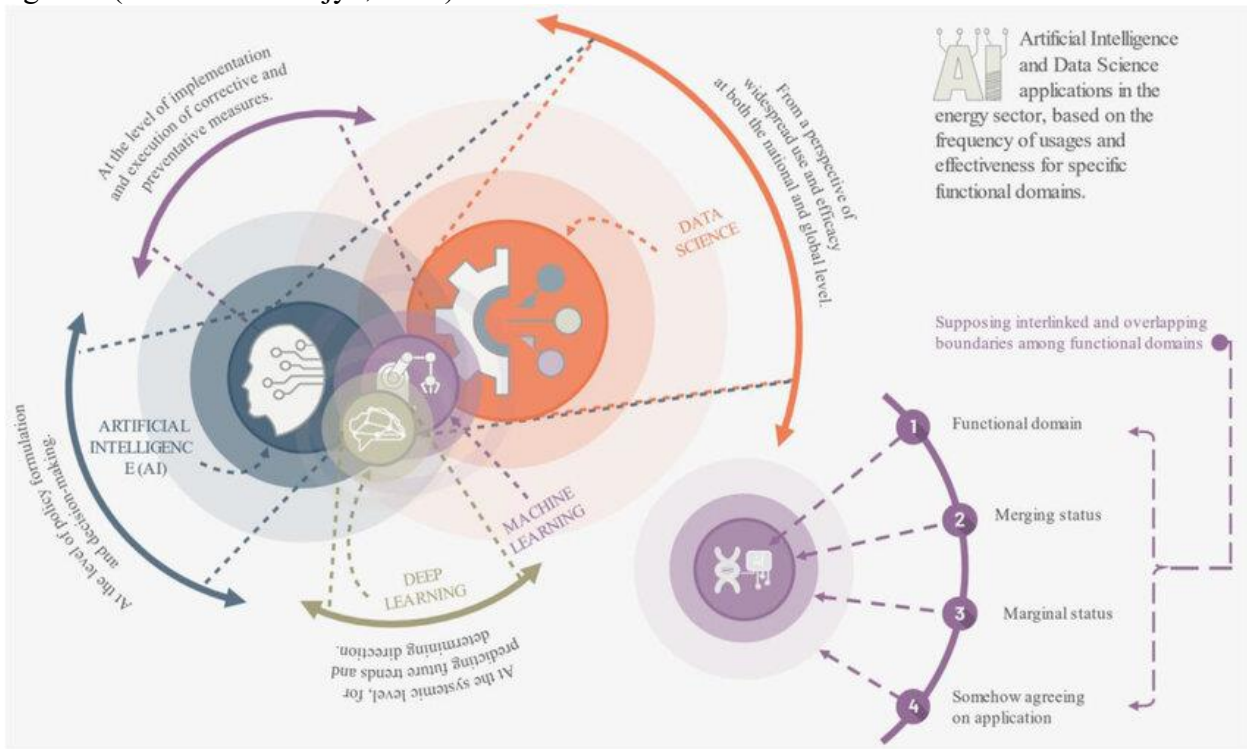 At the level of implementation
and execution of corrective and
preventative measures.
From a perspective of
widespread use and efficacy
at both the national and global level.
AI
Artificial Intelligence
and Data Science
applications in the
energy sector, based on the
frequency of usages and
effectiveness for specific
functional domains.
DATA
SCIENCE
Supposing interlinked and overlapping
boundaries among functional domains
ARTIFICIAL
INTELLIGENC
E (AI)
At the level of policy formulation
and decision-making.
MACHINE
LEARNING
DEEP
LEARNING
At the systemic level, for
predicting future trends and
determining direction.
1
Functional domain
2
Merging status
3
Marginal status
4
Somehow agreeing
on application